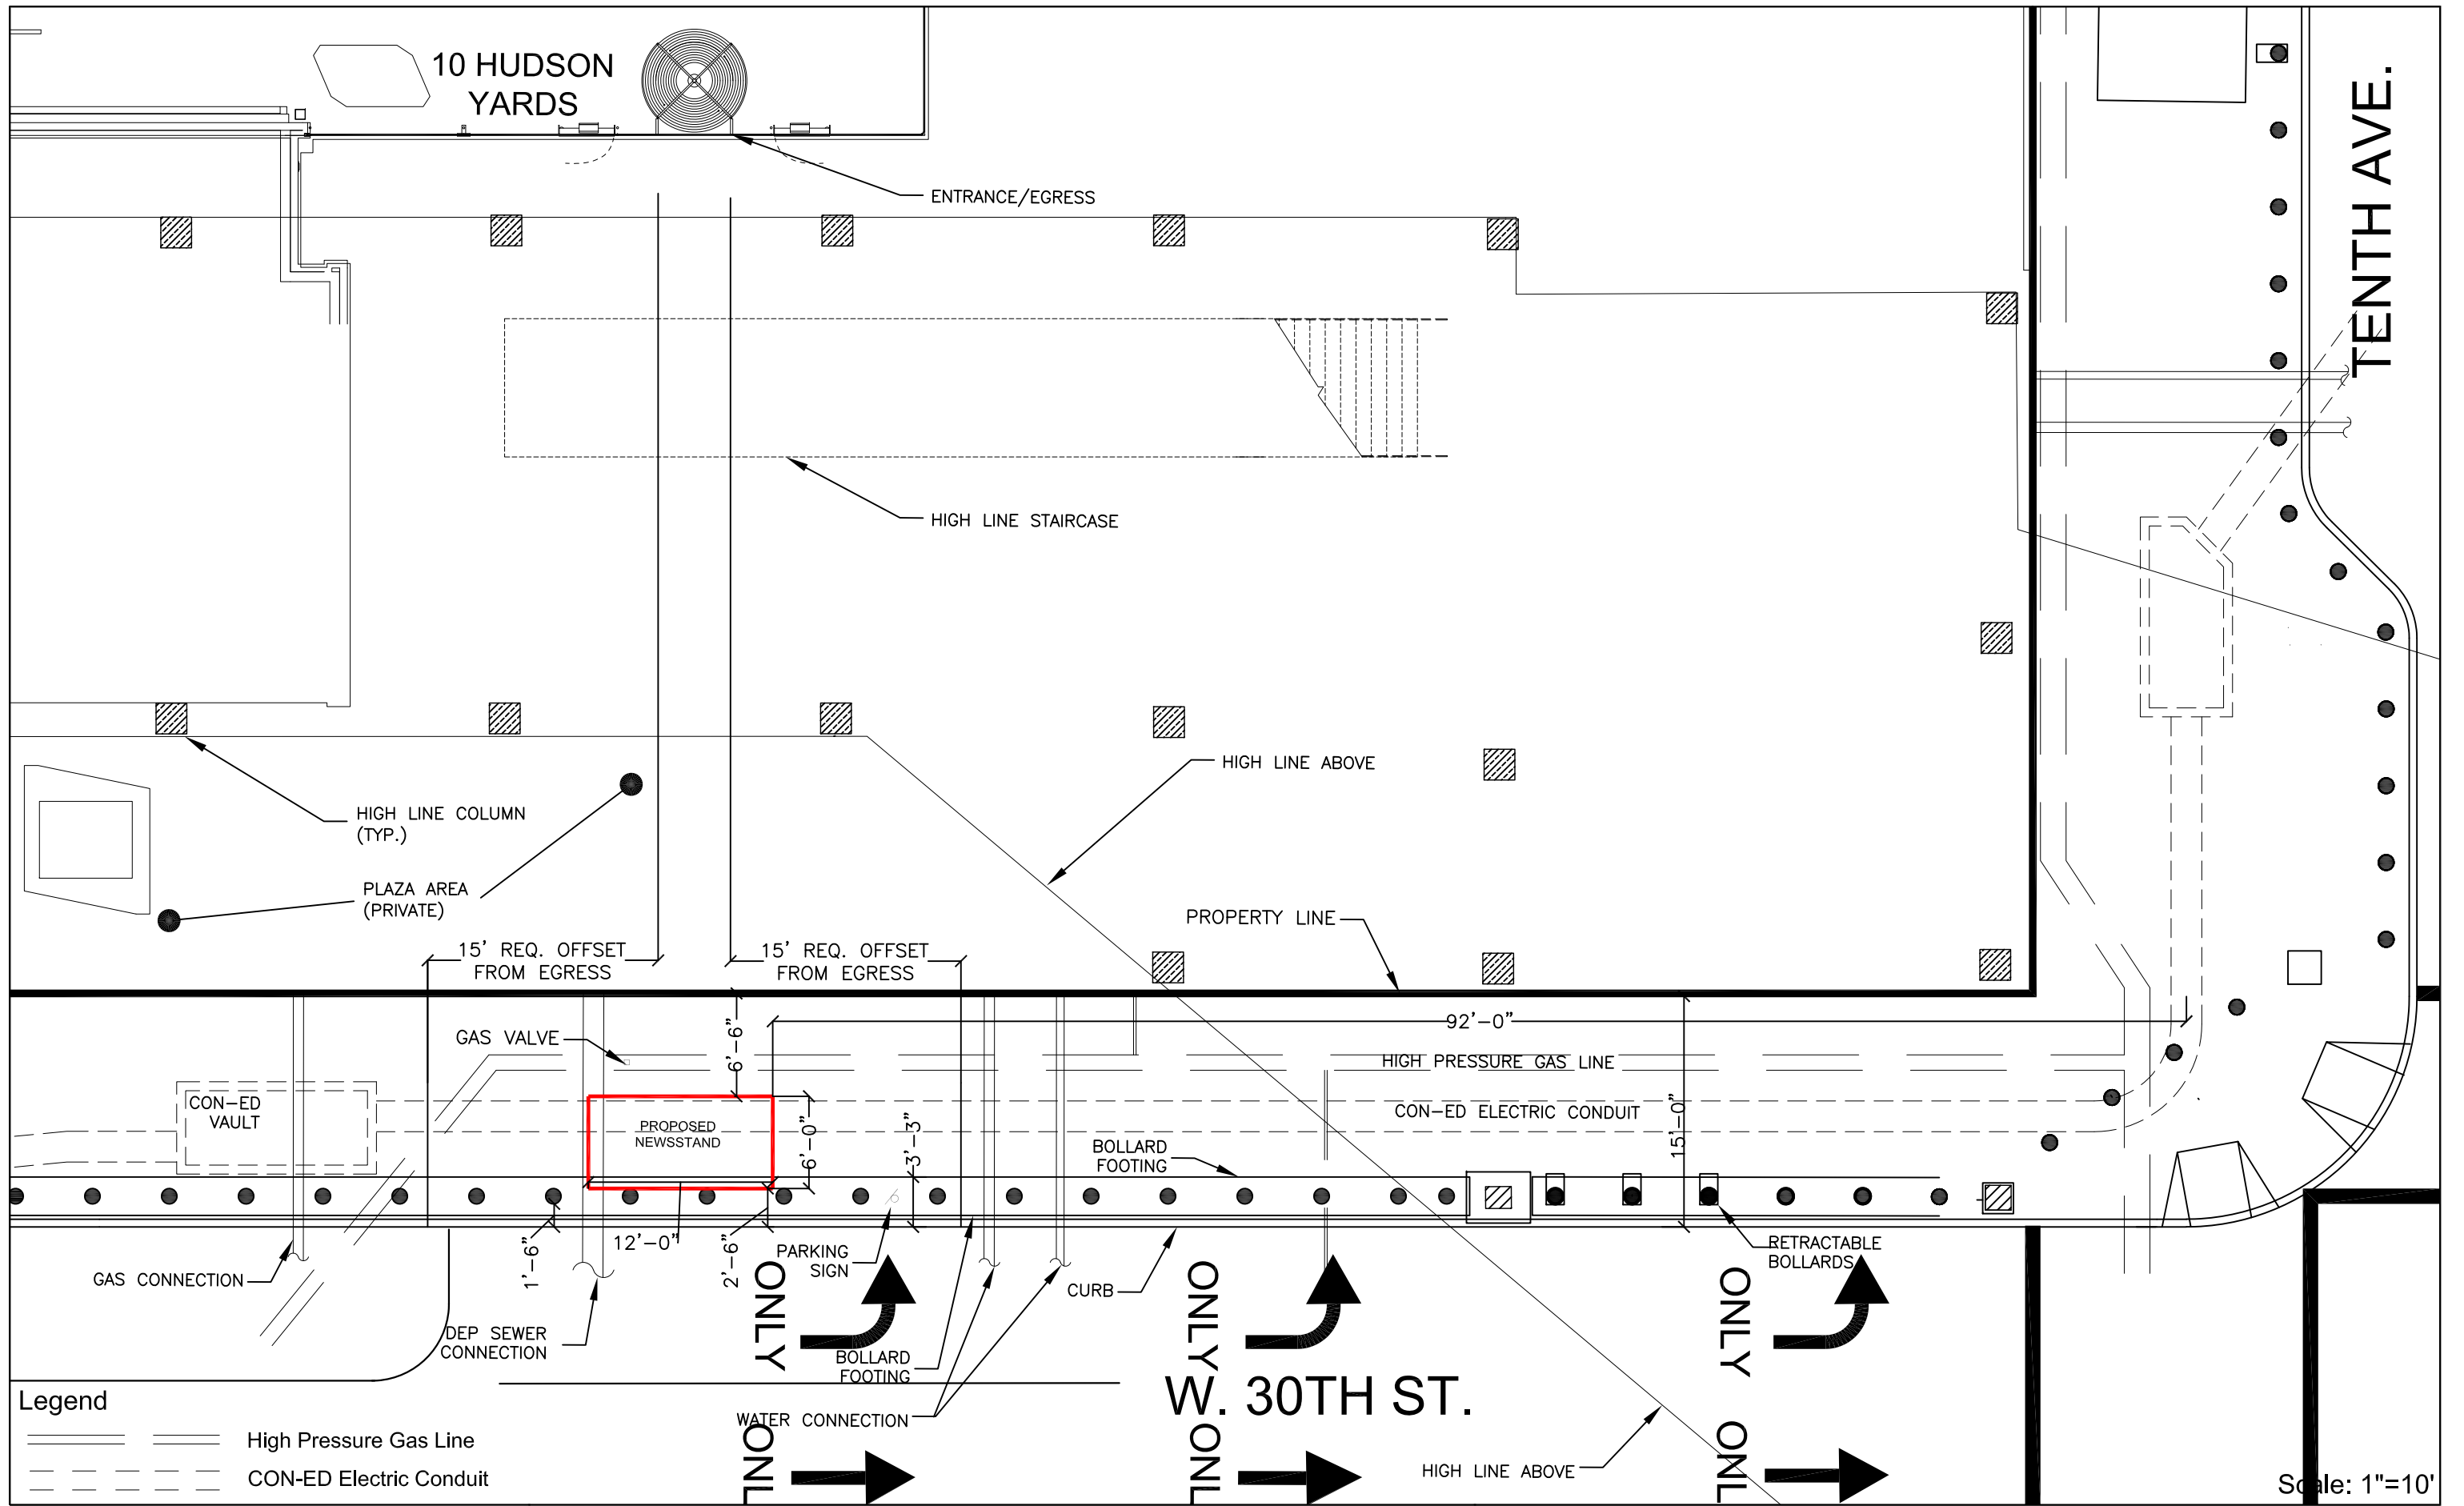 10 HUDSON
YARDS
TENTH AVE.
ENTRANCE/EGRESS
HIGH LINE STAIRCASE
HIGH LINE ABOVE
HIGH LINE COLUMN
(TYP.)
PLAZA AREA
(PRIVATE)
PROPERTY LINE
15' REQ. OFFSET
FROM EGRESS
15' REQ. OFFSET
FROM EGRESS
GAS VALVE
6'-6"
92'-0"
HIGH PRESSURE GAS LINE
CON-ED
VAULT
PROPOSED
NEWSSTAND
6'-0"
3'-3"
CON-ED ELECTRIC CONDUIT
15'-0"
BOLLARD
FOOTING
1'-6"
12'-0"
2'-6"
PARKING
SIGN
GAS CONNECTION
CURB
RETRACTABLE
BOLLARDS
ONLY
ONLY
ONLY
DEP SEWER
CONNECTION
BOLLARD
FOOTING
W. 30TH ST.
WATER CONNECTION
HIGH LINE ABOVE
ONL
ONL
ONL
Legend
High Pressure Gas Line
CON-ED Electric Conduit
Scale: 1"=10'